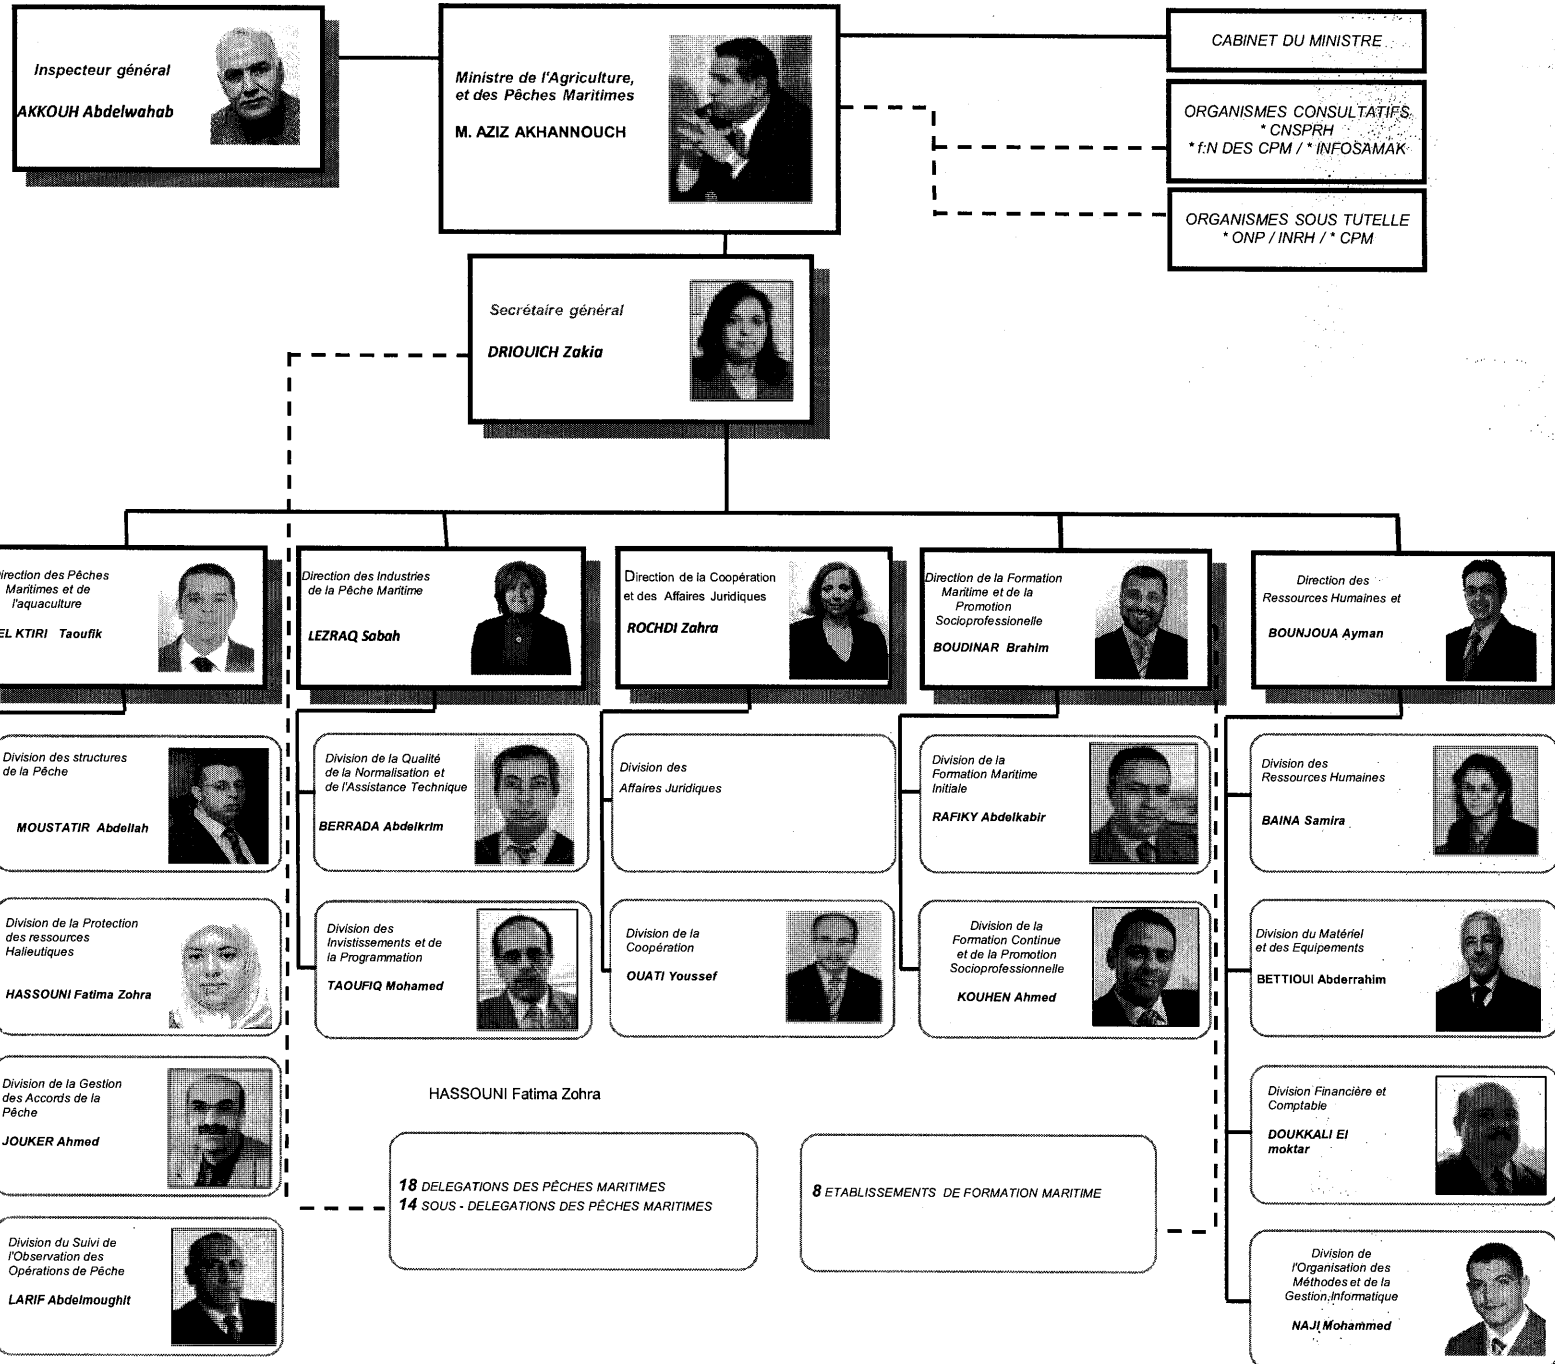 Inspecteur général
AKKOUH Abdelwahab
Ministre de l'Agriculture,
et des Pêches Maritimes
M. AZIZ AKHANNOUCH
CABINET DU MINISTRE
ORGANISMES CONSULTATIFS
* CNSPRH
* f:N DES CPM / * INFOSAMAK
ORGANISMES SOUS TUTELLE
* ONP / INRH / * CPM
Secrétaire général
DRIOUICH Zakia
irection des Pêches
Maritimes et de
l'aquaculture
EL KTIRI Taoufik
Direction des Industries
de la Pêche Maritime
LEZRAQ Sabah
Direction de la Coopération
et des Affaires Juridiques
ROCHDI Zahra
Direction de la Formation
Maritime et de la
Promotion
Socioprofessionelle
BOUDINAR Brahim
Direction des
Ressources Humaines et
BOUNJOUA Ayman
Division des structures
de la Pêche
MOUSTATIR Abdellah
Division de la Qualité
de la Normalisation et
de l'Assistance Technique
BERRADA Abdelkrim
Division des
Affaires Juridiques
Division de la
Formation Maritime
Initiale
RAFIKY Abdelkabir
Division des
Ressources Humaines
BAINA Samira
Division de la Protection
des ressources
Halieutiques
HASSOUNI Fatima Zohra
Division des
Invistissements et de
la Programmation
TAOUFIQ Mohamed
Division de la
Coopération
OUATI Youssef
Division de la
Formation Continue
et de la Promotion
Socioprofessionnelle
KOUHEN Ahmed
Division du Matériel
et des Equipements
BETTIOUI Abderrahim
Division de la Gestion
des Accords de la
Pêche
JOUKER Ahmed
HASSOUNI Fatima Zohra
18 DELEGATIONS DES PÊCHES MARITIMES
14 SOUS - DELEGATIONS DES PÊCHES MARITIMES
8 ETABLISSEMENTS DE FORMATION MARITIME
Division Financière et
Comptable
DOUKKALI El
moktar
Division du Suivi de
l'Observation des
Opérations de Pêche
LARIF Abdelmoughit
Division de
l'Organisation des
Méthodes et de la
Gestion Informatique
NAJI Mohammed